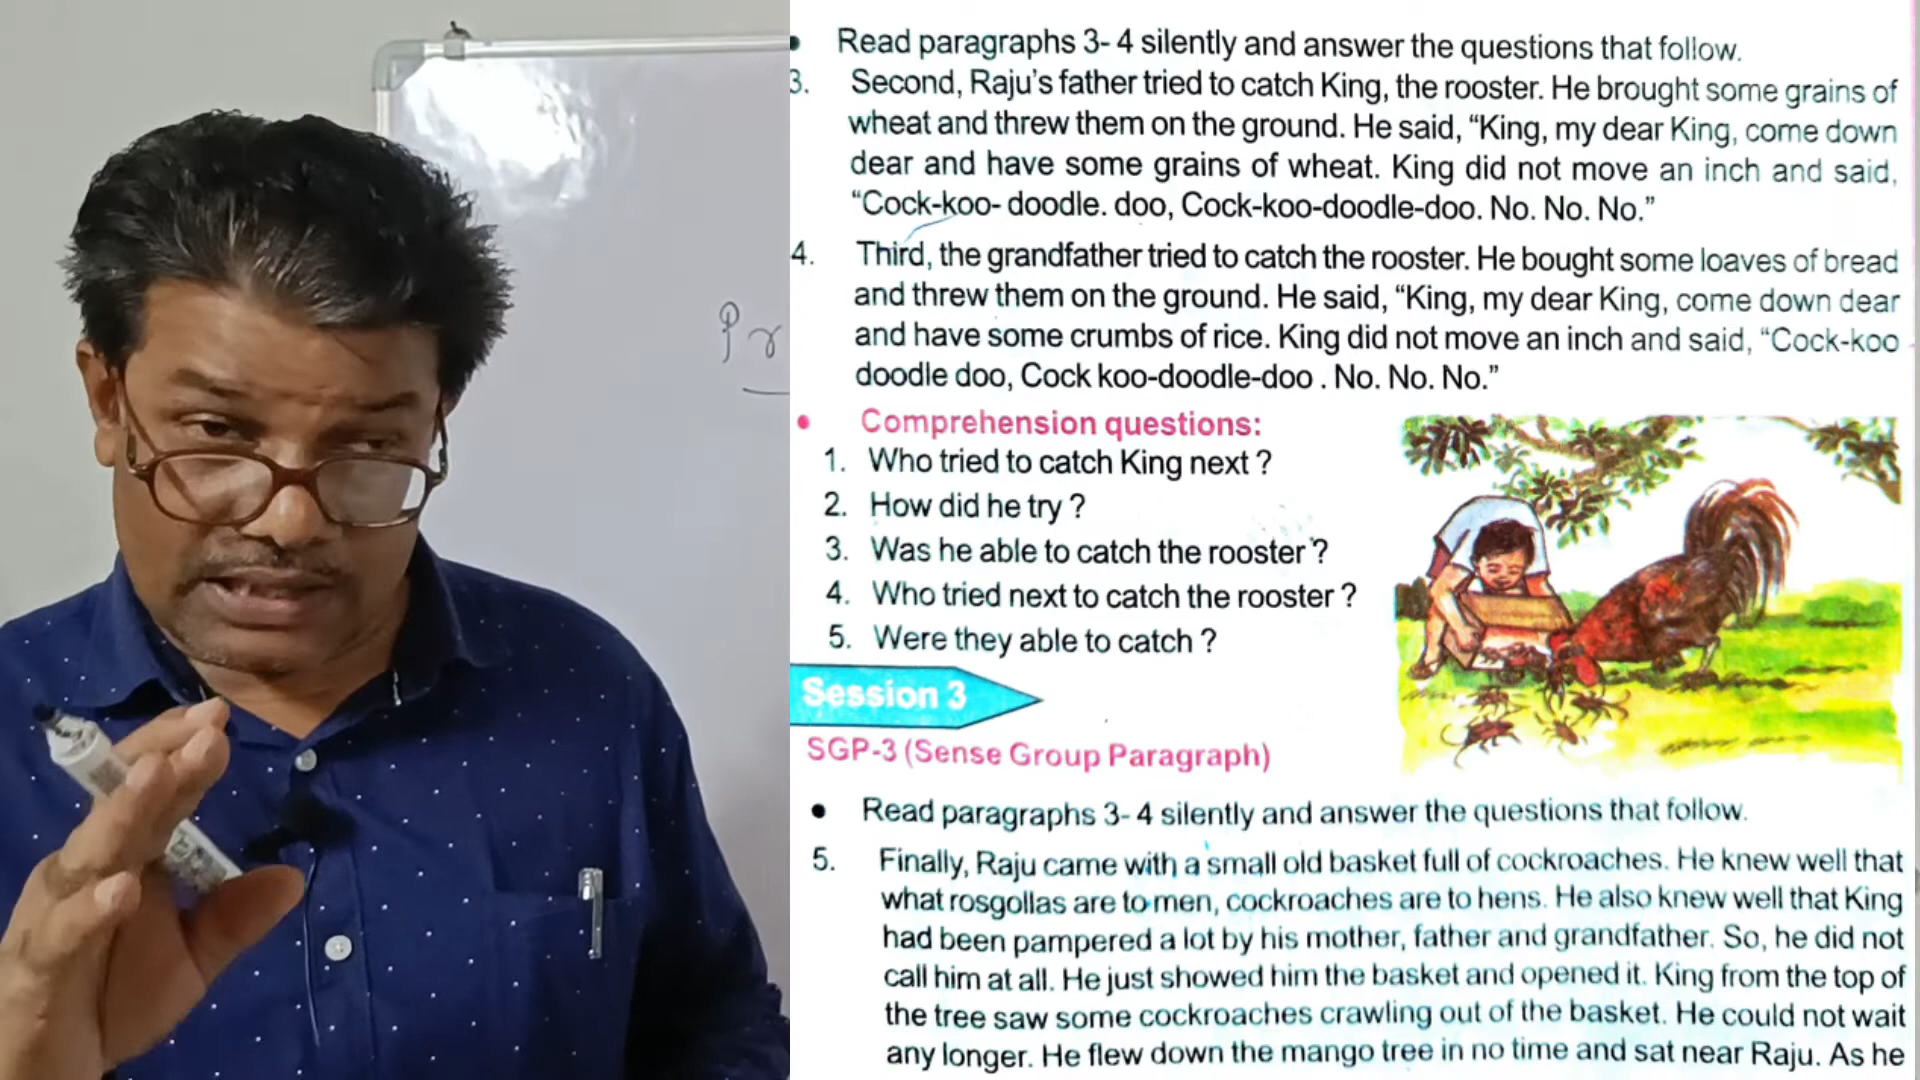 Pr
Read paragraphs 3- 4 silently and answer the questions that follow.
3. Second, Raju's father tried to catch King, the rooster. He brought some grains of
wheat and threw them on the ground. He said, “King, my dear King, come down
dear and have some grains of wheat. King did not move an inch and said,
“Cock-koo- doodle. doo, Cock-koo-doodle-doo. No. No. No.”
4. Third, the grandfather tried to catch the rooster. He bought some loaves of bread
and threw them on the ground. He said, “King, my dear King, come down dear
and have some crumbs of rice. King did not move an inch and said, “Cock-koo
doodle doo, Cock koo-doodle-doo . No. No. No.”
• Comprehension questions:
1. Who tried to catch King next ?
2. How did he try ?
3. Was he able to catch the rooster ?
4. Who tried next to catch the rooster ?
5. Were they able to catch ?
Session 3
SGP-3 (Sense Group Paragraph)
• Read paragraphs 3- 4 silently and answer the questions that follow.
5. Finally, Raju came with a small old basket full of cockroaches. He knew well that
what rosgollas are to men, cockroaches are to hens. He also knew well that King
had been pampered a lot by his mother, father and grandfather. So, he did not
call him at all. He just showed him the basket and opened it. King from the top of
the tree saw some cockroaches crawling out of the basket. He could not wait
any longer. He flew down the mango tree in no time and sat near Raju. As he